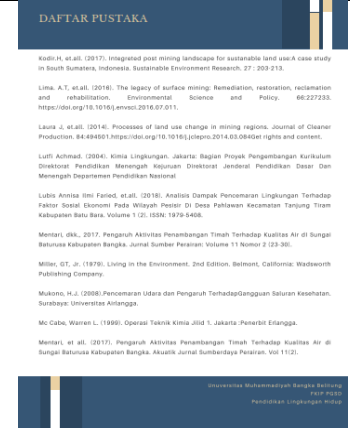 DAFTAR PUSTAKA
Kodir.H, et.all. (2017). Integrated post mining landscape for sustanable land use:A case study
in South Sumatera, Indonesia. Sustainable Environment Research. 27 : 203-213.
Lima. A.T, et.all. (2016). The legacy of surface mining: Remediation, restoration, reclamation
and rehabilitation. Environmental Science and Policy. 66:227233.
https://doi/org/10.1016/j.envsci.2016.07.011.
Laura J, et.all. (2014). Processes of land use change in mining regions. Journal of Cleaner
Production. 84:494501.https://doi.org/10.1016/j.jclepro.2014.03.084Get rights and content.
Lutfi Achmad. (2004). Kimia Lingkungan. Jakarta: Bagian Proyek Pengambangan Kurikulum
Direktorat Pendidikan Menengah Kejuruan Direktorat Jenderal Pendidikan Dasar Dan
Menengah Departemen Pendidikan Nasional
Lubis Annisa Ilmi Faried, et.all. (2018). Analisis Dampak Pencemaran Lingkungan Terhadap
Faktor Sosial Ekonomi Pada Wilayah Pesisir Di Desa Pahlawan Kecamatan Tanjung Tiram
Kabupaten Batu Bara. Volume 1 (2). ISSN: 1979-5408.
Mentari, dkk., 2017. Pengaruh Aktivitas Penambangan Timah Terhadap Kualitas Air di Sungai
Baturusa Kabupaten Bangka. Jurnal Sumber Perairan: Volume 11 Nomor 2 (23-30).
Miller, GT, Jr. (1979). Living in the Environment. 2nd Edition. Belmont, California: Wadsworth
Publishing Company.
Mukono, H.J. (2008).Pencemaran Udara dan Pengaruh TerhadapGangguan Saluran Kesehatan.
Surabaya: Universitas Airlangga.
Mc Cabe, Warren L. (1999). Operasi Teknik Kimia Jilid 1. Jakarta :Penerbit Erlangga.
Mentari, et all. (2017). Pengaruh Aktivitas Penambangan Timah Terhadap Kualitas Air di
Sungai Baturusa Kabupaten Bangka. Akuatik Jurnal Sumberdaya Perairan. Vol 11(2).
Unuversitas Muhammadiyah Bangka Belitung
FKIP PGSD
Pendidikan Lingkungan Hidup